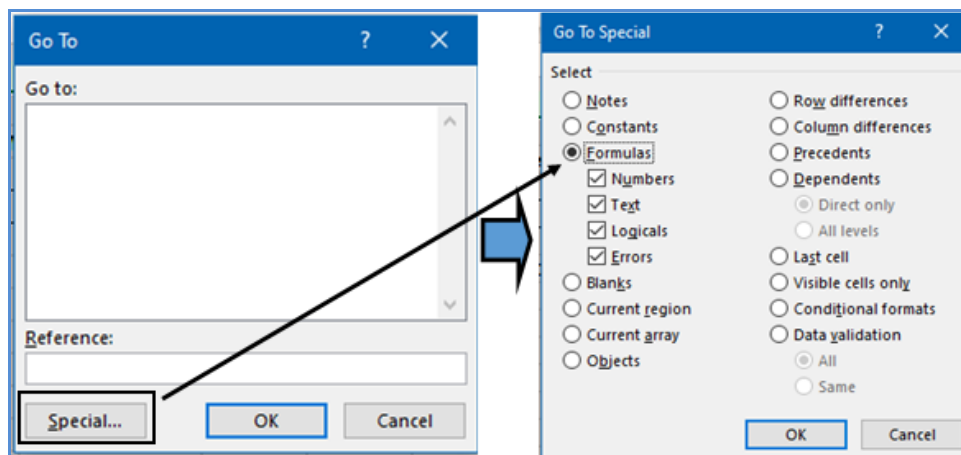 Go To ? ×
Go to:
Reference:
Special... OK Cancel
Go To Special ? ×
Select
Notes
Constants
Formulas
Numbers
Text
Logicals
Errors
Blanks
Current region
Current array
Objects
Row differences
Column differences
Precedents
Dependents
Direct only
All levels
Last cell
Visible cells only
Conditional formats
Data validation
All
Same
OK Cancel